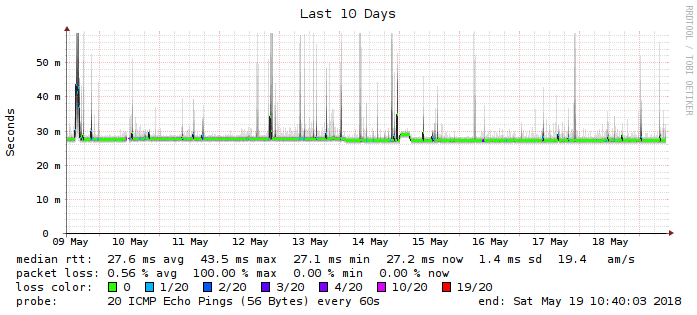 Last 10 Days
RRDTOOL / TOBI OETIKER
Seconds
50 m
40 m
30 m
20 m
10 m
0
09 May 10 May 11 May 12 May 13 May 14 May 15 May 16 May 17 May 18 May
median rtt: 27.6 ms avg 43.5 ms max 27.1 ms min 27.2 ms now 1.4 ms sd 19.4 am/s
packet loss: 0.56 % avg 100.00 % max 0.00 % min 0.00 % now
loss color: 0 1/20 2/20 3/20 4/20 10/20 19/20
probe: 20 ICMP Echo Pings (56 Bytes) every 60s end: Sat May 19 10:40:03 2018